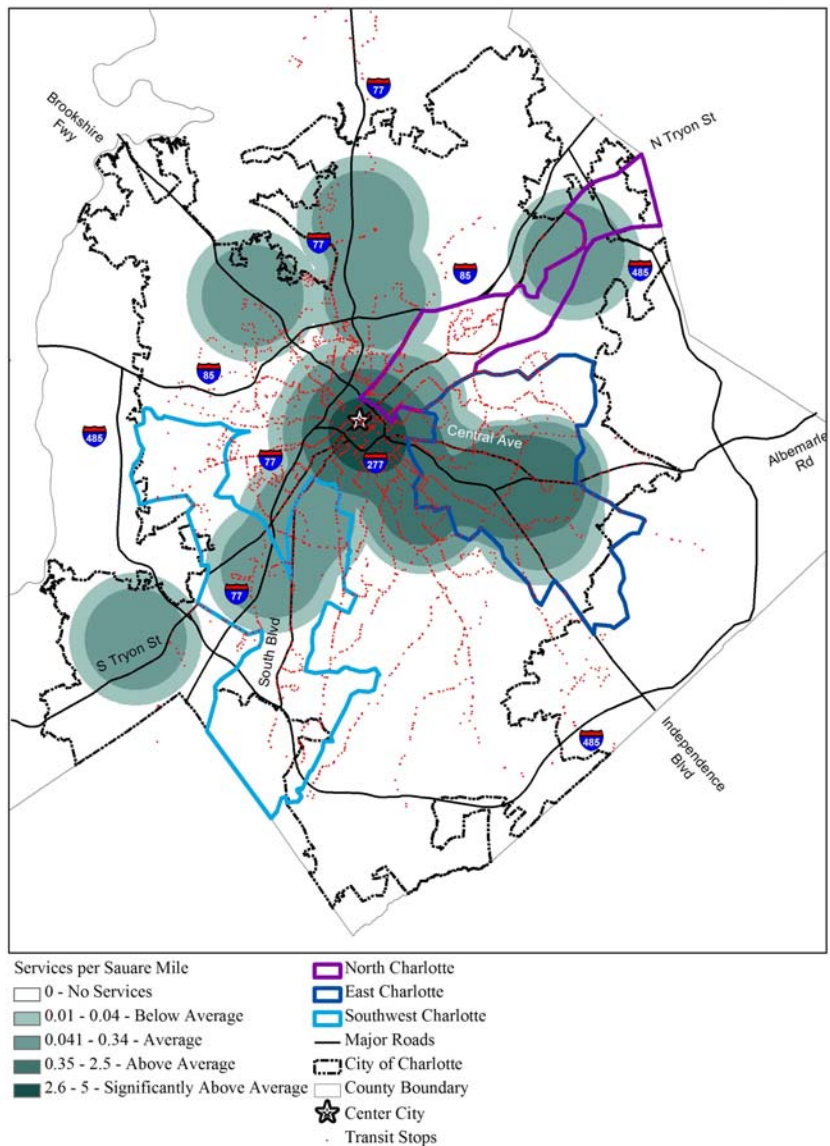 77
Brookshire
Fwy
N Tryon St
77
85
485
85
485
Central Ave
77
277
Albemarle
Rd
77
S Tryon St
South Blvd
Independence
Blvd
485
Services per Sauare Mile
0 - No Services
0.01 - 0.04 - Below Average
0.041 - 0.34 - Average
0.35 - 2.5 - Above Average
2.6 - 5 - Significantly Above Average
North Charlotte
East Charlotte
Southwest Charlotte
Major Roads
City of Charlotte
County Boundary
Center City
Transit Stops